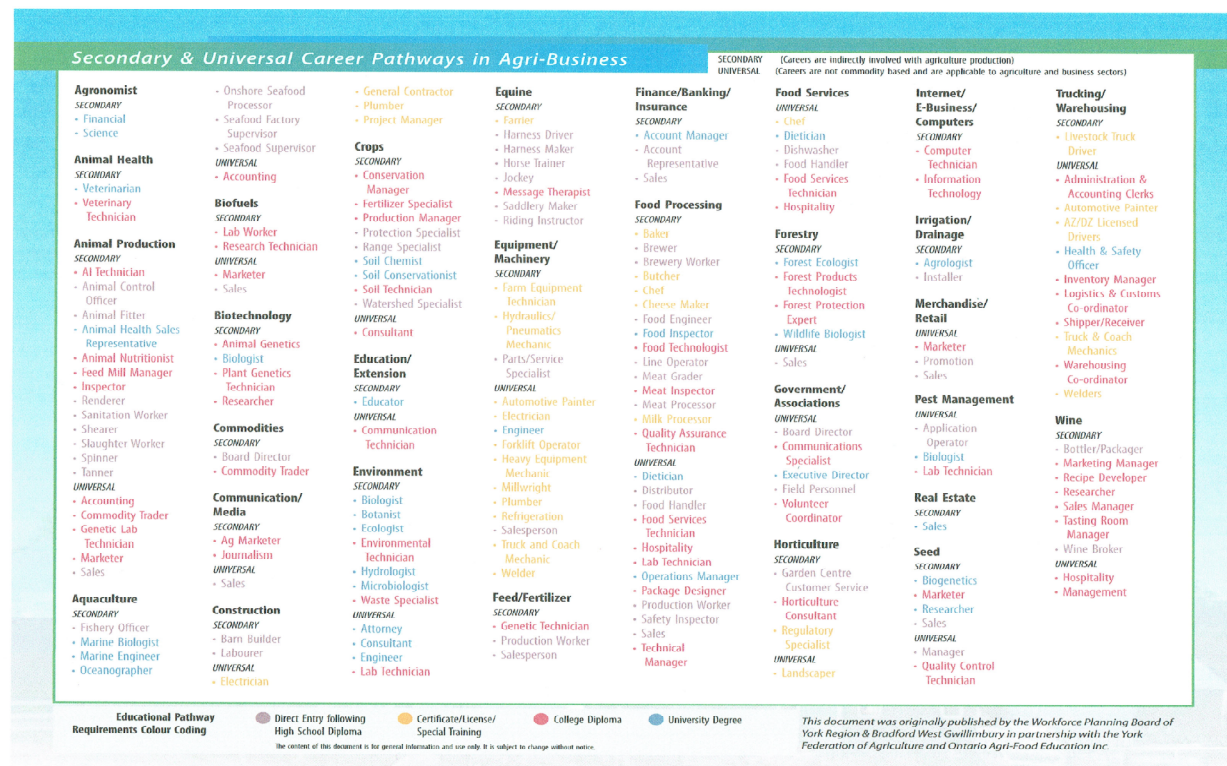 Secondary & Universal Career Pathways in Agri-Business
SECONDARY (Careers are indirectly involved with agriculture production)
UNIVERSAL (Careers are not commodity based and are applicable to agriculture and business sectors)
Agronomist
SECONDARY
• Financial
- Science
Animal Health
SECONDARY
- Veterinarian
• Veterinary
Technician
Animal Production
SECONDARY
• AI Technician
- Animal Control
Officer
- Animal Fitter
• Animal Health Sales
Representative
• Animal Nutritionist
• Feed Mill Manager
• Inspector
- Renderer
- Sanitation Worker
- Shearer
- Slaughter Worker
- Spinner
- Tanner
UNIVERSAL
• Accounting
• Commodity Trader
• Genetic Lab
Technician
• Marketer
- Sales
Aquaculture
SECONDARY
- Fishery Officer
• Marine Biologist
• Marine Engineer
• Oceanographer
- Onshore Seafood
Processor
- Seafood Factory
Supervisor
- Seafood Supervisor
UNIVERSAL
• Accounting
Biofuels
SECONDARY
- Lab Worker
• Research Technician
UNIVERSAL
• Marketer
- Sales
Biotechnology
SECONDARY
• Animal Genetics
• Biologist
• Plant Genetics
Technician
• Researcher
Commodities
SECONDARY
- Board Director
• Commodity Trader
Communication/
Media
SECONDARY
• Ag Marketer
• Journalism
UNIVERSAL
- Sales
Construction
SECONDARY
- Barn Builder
- Labourer
UNIVERSAL
- Electrician
- General Contractor
- Plumber
• Project Manager
Crops
SECONDARY
• Conservation
Manager
- Fertilizer Specialist
• Production Manager
- Protection Specialist
- Range Specialist
• Soil Chemist
• Soil Conservationist
• Soil Technician
- Watershed Specialist
UNIVERSAL
• Consultant
Education/
Extension
SECONDARY
• Educator
UNIVERSAL
• Communication
Technician
Environment
SECONDARY
• Biologist
- Botanist
• Ecologist
• Environmental
Technician
• Hydrologist
• Microbiologist
• Waste Specialist
UNIVERSAL
- Attorney
• Consultant
• Engineer
- Lab Technician
Equine
SECONDARY
- Farrier
- Harness Driver
- Harness Maker
- Horse Trainer
- Jockey
• Message Therapist
- Saddlery Maker
- Riding Instructor
Equipment/
Machinery
SECONDARY
- Farm Equipment
Technician
- Hydraulics/
Pneumatics
Mechanic
- Parts/Service
Specialist
UNIVERSAL
- Automotive Painter
- Electrician
• Engineer
- Forklift Operator
- Heavy Equipment
Mechanic
- Millwright
- Plumber
- Refrigeration
- Salesperson
- Truck and Coach
Mechanic
- Welder
Feed/Fertilizer
SECONDARY
• Genetic Technician
- Production Worker
- Salesperson
Finance/Banking/
Insurance
SECONDARY
• Account Manager
- Account
Representative
- Sales
Food Processing
SECONDARY
- Baker
- Brewer
- Brewery Worker
- Butcher
- Chef
- Cheese Maker
- Food Engineer
• Food Inspector
• Food Technologist
- Line Operator
- Meat Grader
• Meat Inspector
- Meat Processor
- Milk Processor
• Quality Assurance
Technician
UNIVERSAL
- Dietician
- Distributor
- Food Handler
• Food Services
Technician
• Hospitality
• Lab Technician
• Operations Manager
- Package Designer
- Production Worker
- Safety Inspector
- Sales
• Technical
Manager
Food Services
UNIVERSAL
- Chef
• Dietician
- Dishwasher
- Food Handler
• Food Services
Technician
• Hospitality
Forestry
SECONDARY
• Forest Ecologist
• Forest Products
Technologist
• Forest Protection
Expert
• Wildlife Biologist
UNIVERSAL
- Sales
Government/
Associations
UNIVERSAL
- Board Director
• Communications
Specialist
• Executive Director
- Field Personnel
• Volunteer
Coordinator
Horticulture
SECONDARY
- Garden Centre
Customer Service
- Horticulture
Consultant
- Regulatory
Specialist
UNIVERSAL
- Landscaper
Internet/
E-Business/
Computers
SECONDARY
- Computer
Technician
• Information
Technology
Irrigation/
Drainage
SECONDARY
• Agrologist
- Installer
Merchandise/
Retail
UNIVERSAL
• Marketer
- Promotion
- Sales
Pest Management
UNIVERSAL
- Application
Operator
• Biologist
- Lab Technician
Real Estate
SECONDARY
- Sales
Seed
SECONDARY
- Biogenetics
• Marketer
• Researcher
- Sales
UNIVERSAL
- Manager
- Quality Control
Technician
Trucking/
Warehousing
SECONDARY
- Livestock Truck
Driver
UNIVERSAL
• Administration &
Accounting Clerks
- Automotive Painter
- AZ/DZ Licensed
Drivers
• Health & Safety
Officer
• Inventory Manager
• Logistics & Customs
Co-ordinator
• Shipper/Receiver
- Truck & Coach
Mechanics
• Warehousing
Co-ordinator
- Welders
Wine
SECONDARY
- Bottler/Packager
• Marketing Manager
• Recipe Developer
- Researcher
• Sales Manager
• Tasting Room
Manager
- Wine Broker
UNIVERSAL
• Hospitality
• Management
Educational Pathway
Requirements Colour Coding
Direct Entry following
High School Diploma
Certificate/License/
Special Training
College Diploma
University Degree
The content of this document is for general information and use only. It is subject to change without notice.
This document was originally published by the Workforce Planning Board of
York Region & Bradford West Gwillimbury in partnership with the York
Federation of Agriculture and Ontario Agri-Food Education Inc.